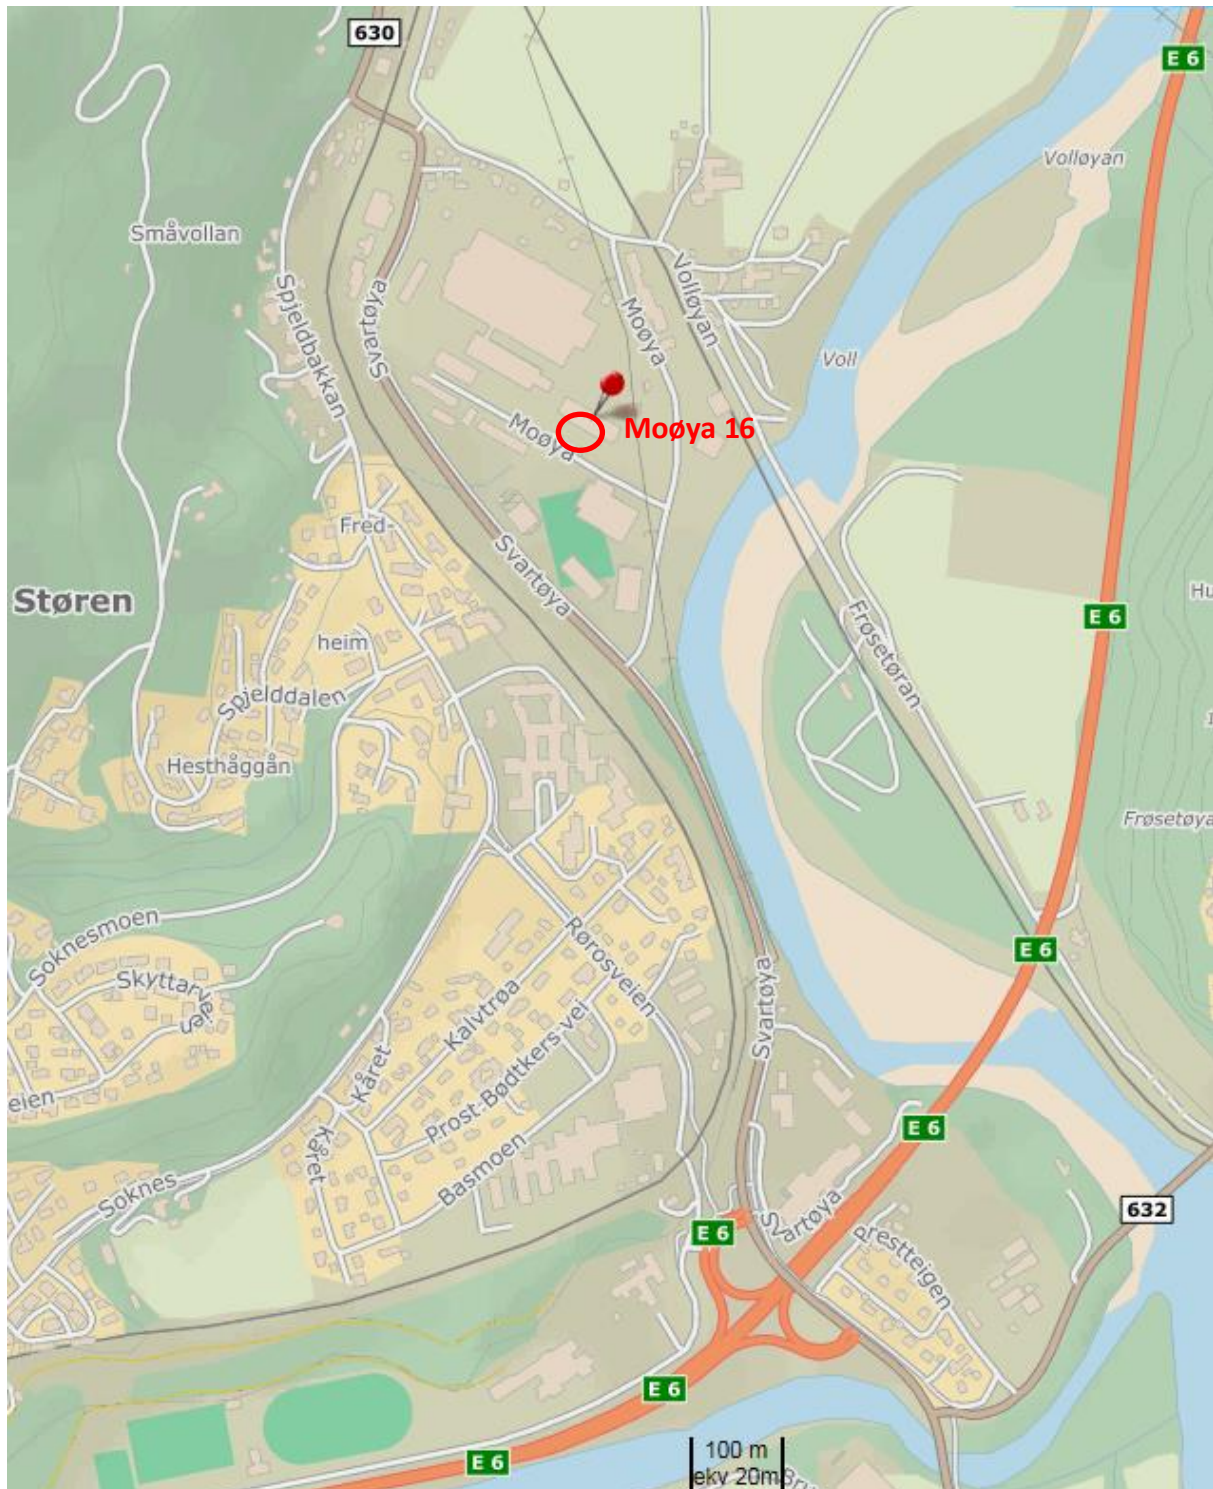 630
E 6
Volløyan
Småvollan
Spjeldbakkan
Svartøya
Moøya
Volløyan
Voll
Moøya
Moøya 16
Fred-
heim
Svartøya
Støren
Hu
E 6
Frøsetøran
Spjelddalen
Hesthåggån
Frøsetøya
Soknesmoen
Skyttarveien
Rørosveien
E 6
Kalvtrøa
Svartøya
Kåret
Prost-Bødtkers vei
eien
E 6
Kåret
Basmoen
Soknes
Svartøya
632
E 6
Prestteigen
E 6
100 m
ekv 20m
E 6